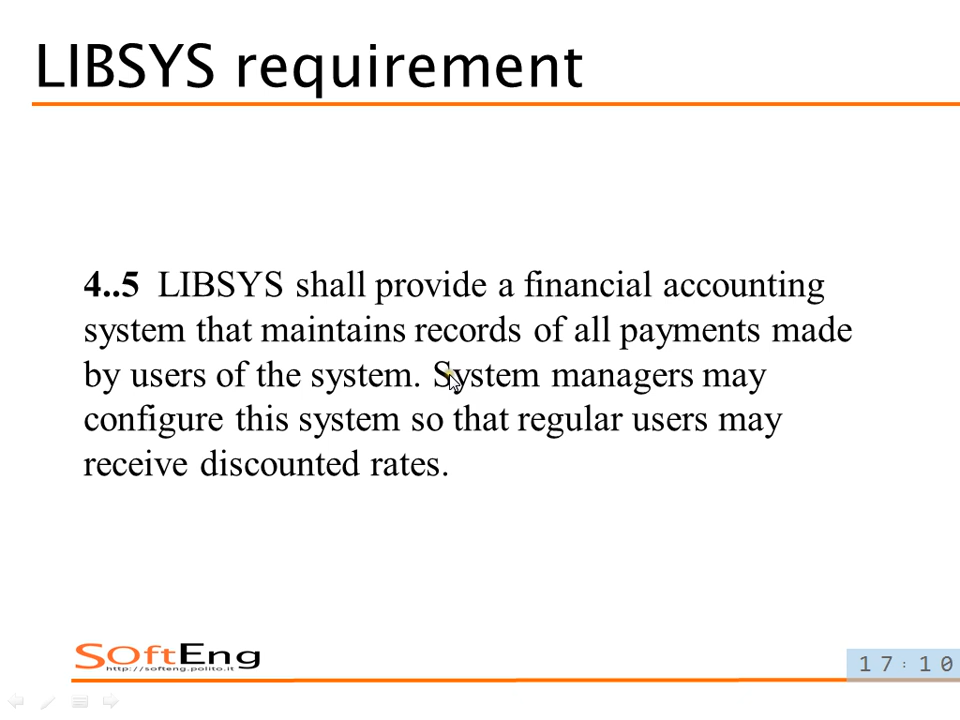 LIBSYS requirement
4..5 LIBSYS shall provide a financial accounting
system that maintains records of all payments made
by users of the system. System managers may
configure this system so that regular users may
receive discounted rates.
SOftEng
http://softeng.polito.it
17:10